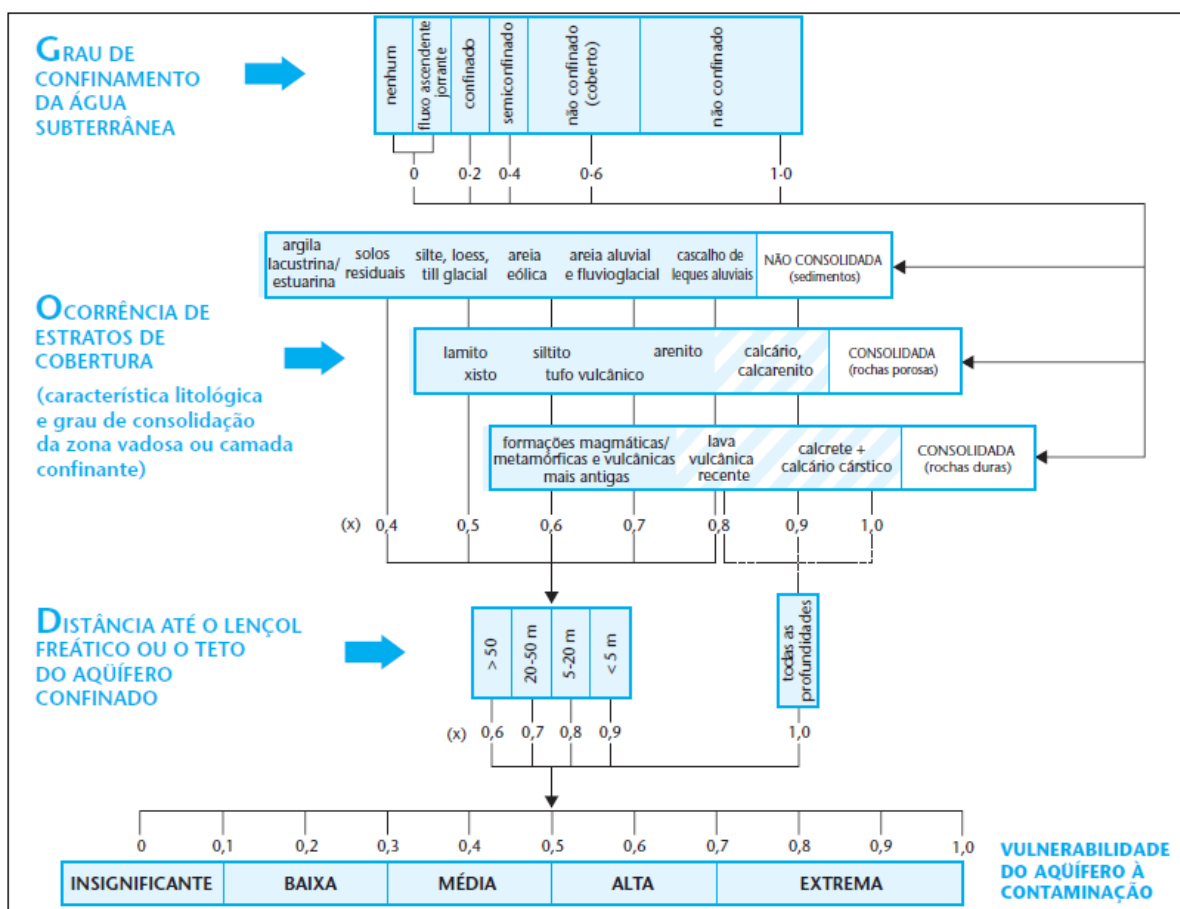 GRAU DE
CONFINAMENTO
DA ÁGUA
SUBTERRÂNEA
nenhum
fluxo ascendente
jorrante
confinado
semiconfinado
não confinado
(coberto)
não confinado
0
0·2
0·4
0·6
1·0
argila
lacustrina/
estuarina
solos
residuais
silte, loess,
till glacial
areia
eólica
areia aluvial
e fluvioglacial
cascalho de
leques aluviais
NÃO CONSOLIDADA
(sedimentos)
OCORRÊNCIA DE
ESTRATOS DE
COBERTURA
(característica litológica
e grau de consolidação
da zona vadosa ou camada
confinante)
lamito
xisto
siltito
tufo vulcânico
arenito
calcário,
calcarenito
CONSOLIDADA
(rochas porosas)
formações magmáticas/
metamórficas e vulcânicas
mais antigas
lava
vulcânica
recente
calcrete +
calcário cárstico
CONSOLIDADA
(rochas duras)
(x) 0,4 0,5 0,6 0,7 0,8 0,9 1,0
DISTÂNCIA ATÉ O LENÇOL
FREÁTICO OU O TETO
DO AQÜÍFERO
CONFINADO
> 50
20-50 m
5-20 m
< 5 m
todas as
profundidades
(x) 0,6 0,7 0,8 0,9 1,0
0 0,1 0,2 0,3 0,4 0,5 0,6 0,7 0,8 0,9 1,0
INSIGNIFICANTE BAIXA MÉDIA ALTA EXTREMA
VULNERABILIDADE
DO AQÜÍFERO À
CONTAMINAÇÃO